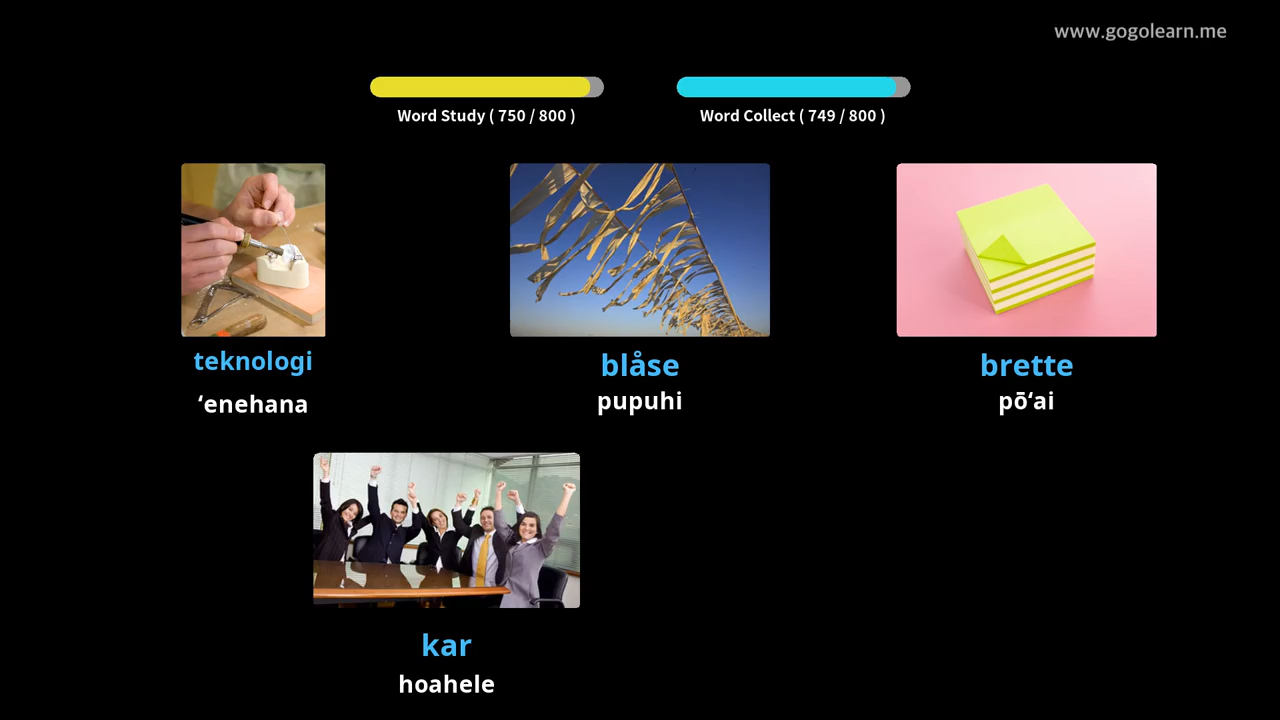 www.gogolearn.me
Word Study ( 750 / 800 )
Word Collect ( 749 / 800 )
teknologi
ʻenehana
blåse
pupuhi
brette
pōʻai
kar
hoahele